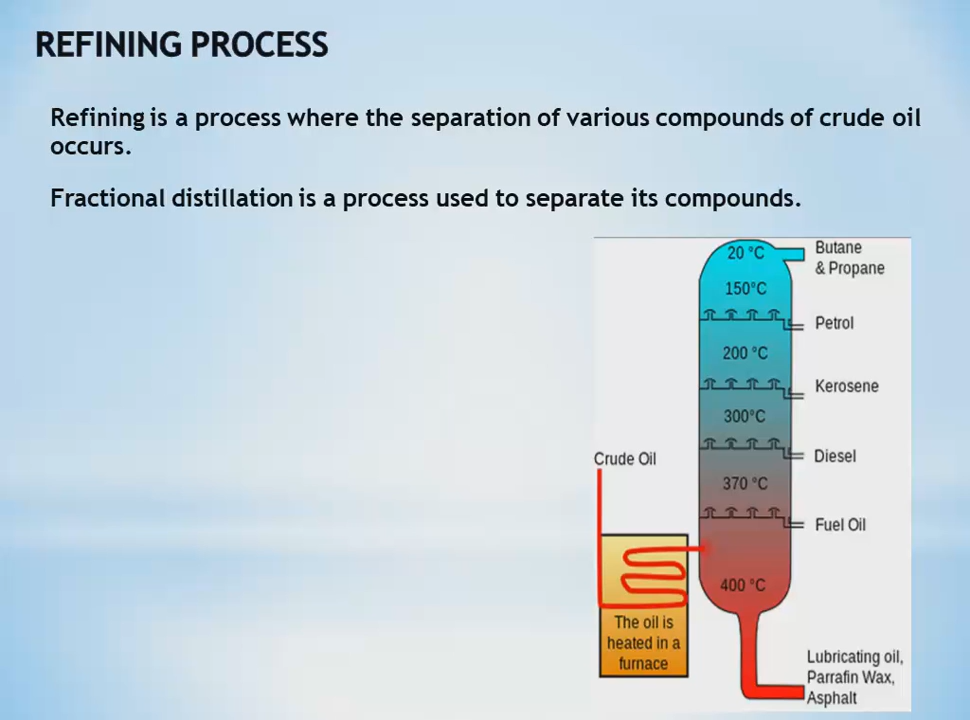 REFINING PROCESS
Refining is a process where the separation of various compounds of crude oil
occurs.
Fractional distillation is a process used to separate its compounds.
20 °C
Butane
& Propane
150°C
Petrol
200 °C
Kerosene
300°C
Diesel
370 °C
Fuel Oil
400 °C
Crude Oil
The oil is
heated in a
furnace
Lubricating oil,
Parrafin Wax,
Asphalt